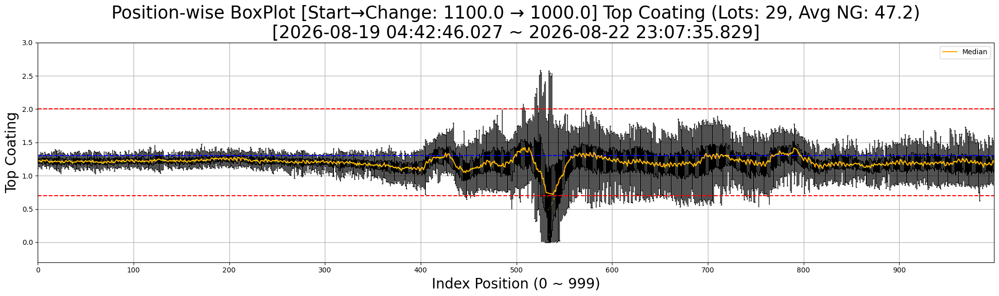 Position-wise BoxPlot [Start→Change: 1100.0 → 1000.0] Top Coating (Lots: 29, Avg NG: 47.2)
[2026-08-19 04:42:46.027 ~ 2026-08-22 23:07:35.829]
Median
Top Coating
3.0
2.5
2.0
1.5
1.0
0.5
0.0
0 100 200 300 400 500 600 700 800 900
Index Position (0 ~ 999)